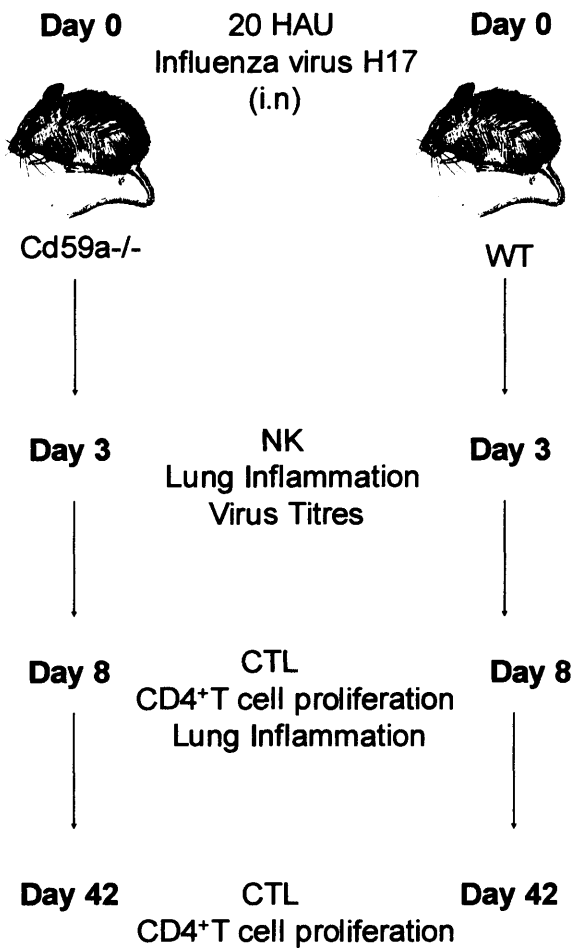 Day 0 20 HAU Day 0
Influenza virus H17
(i.n)
Cd59a-/- WT
Day 3 NK Day 3
Lung Inflammation
Virus Titres
Day 8 CTL Day 8
CD4⁺T cell proliferation
Lung Inflammation
Day 42 CTL Day 42
CD4⁺T cell proliferation